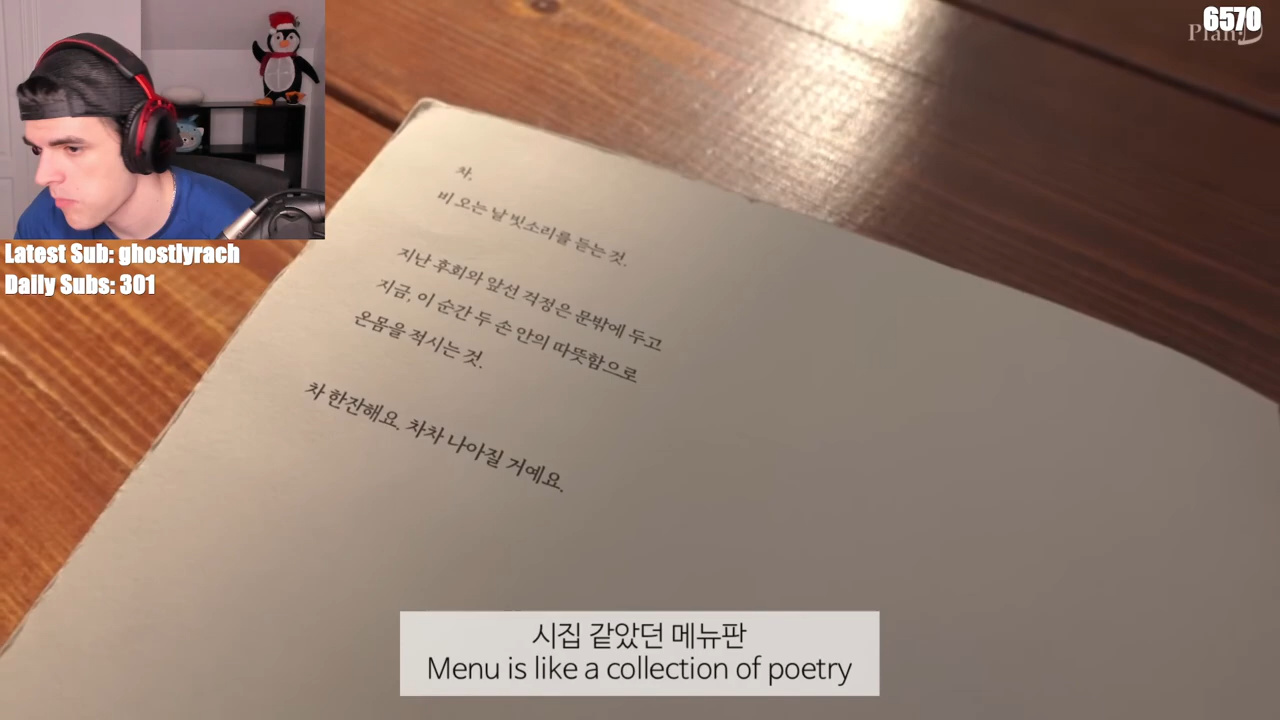 6570
Plan:D
차.
비 오는 날 빗소리를 듣는 것.
지난 후회와 앞선 걱정은 문밖에 두고
지금, 이 순간 두 손 안의 따뜻함으로
온몸을 적시는 것.
차 한잔해요. 차차 나아질 거예요.
Latest Sub: ghostlyrach
Daily Subs: 301
시집 같았던 메뉴판
Menu is like a collection of poetry